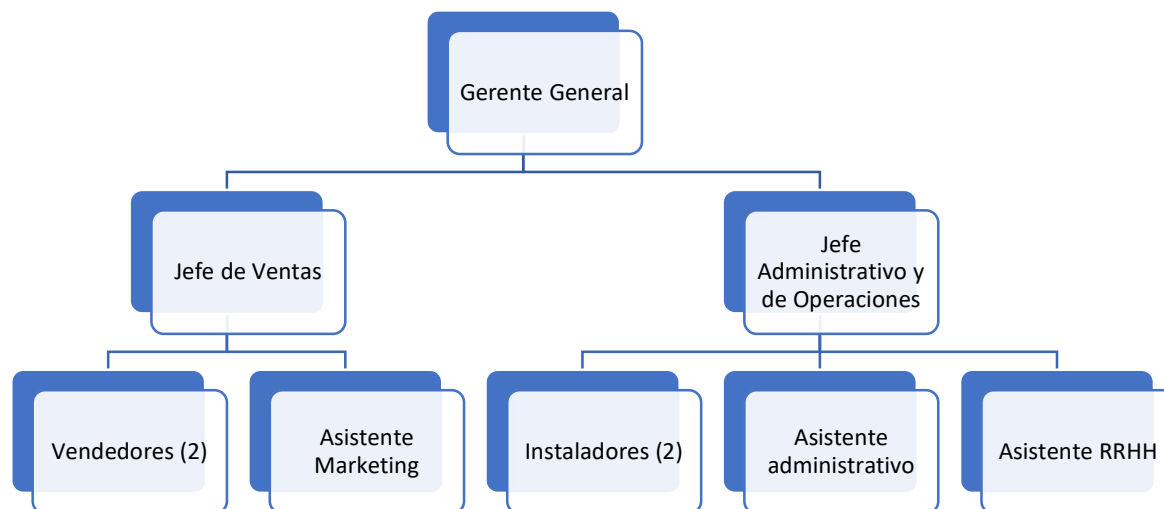 Gerente General
Jefe de Ventas
Jefe
Administrativo y
de Operaciones
Vendedores (2)
Asistente
Marketing
Instaladores (2)
Asistente
administrativo
Asistente RRHH